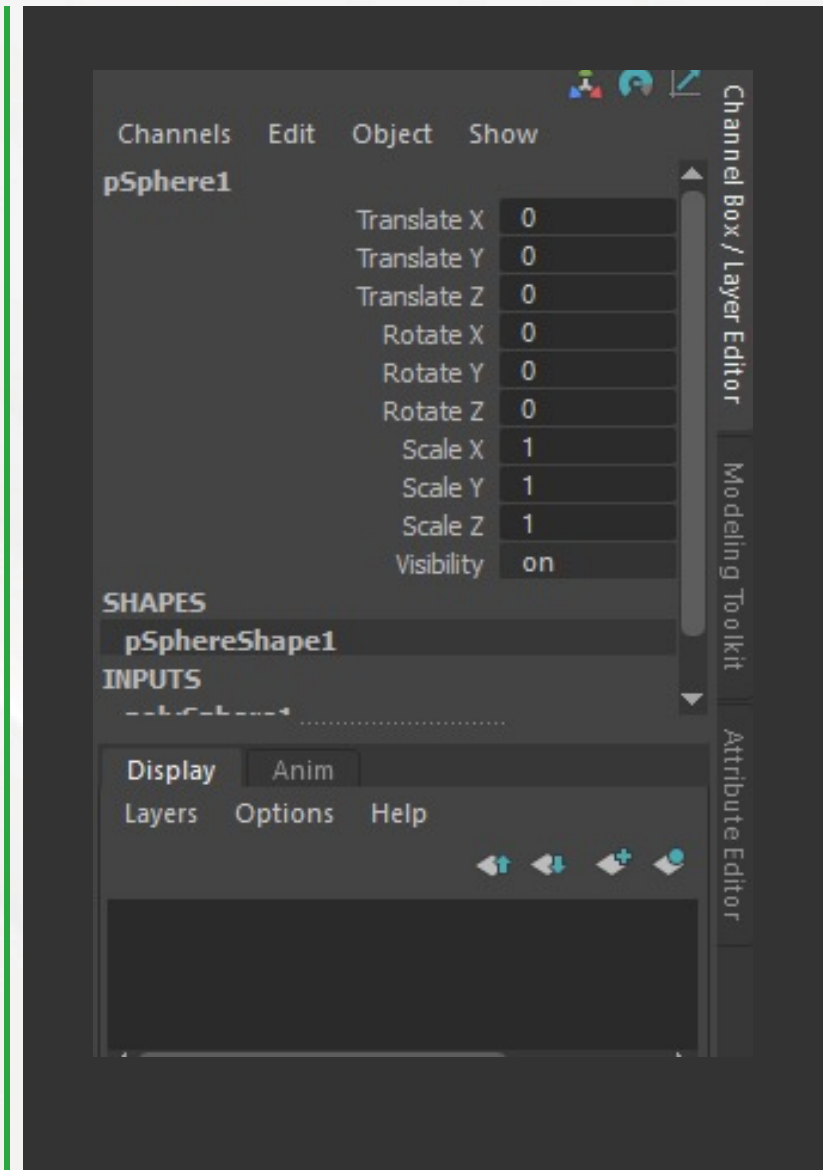 Channels Edit Object Show
pSphere1
Translate X 0
Translate Y 0
Translate Z 0
Rotate X 0
Rotate Y 0
Rotate Z 0
Scale X 1
Scale Y 1
Scale Z 1
Visibility on
SHAPES
pSphereShape1
INPUTS
Display Anim
Layers Options Help
Channel Box / Layer Editor
Modeling Toolkit
Attribute Editor